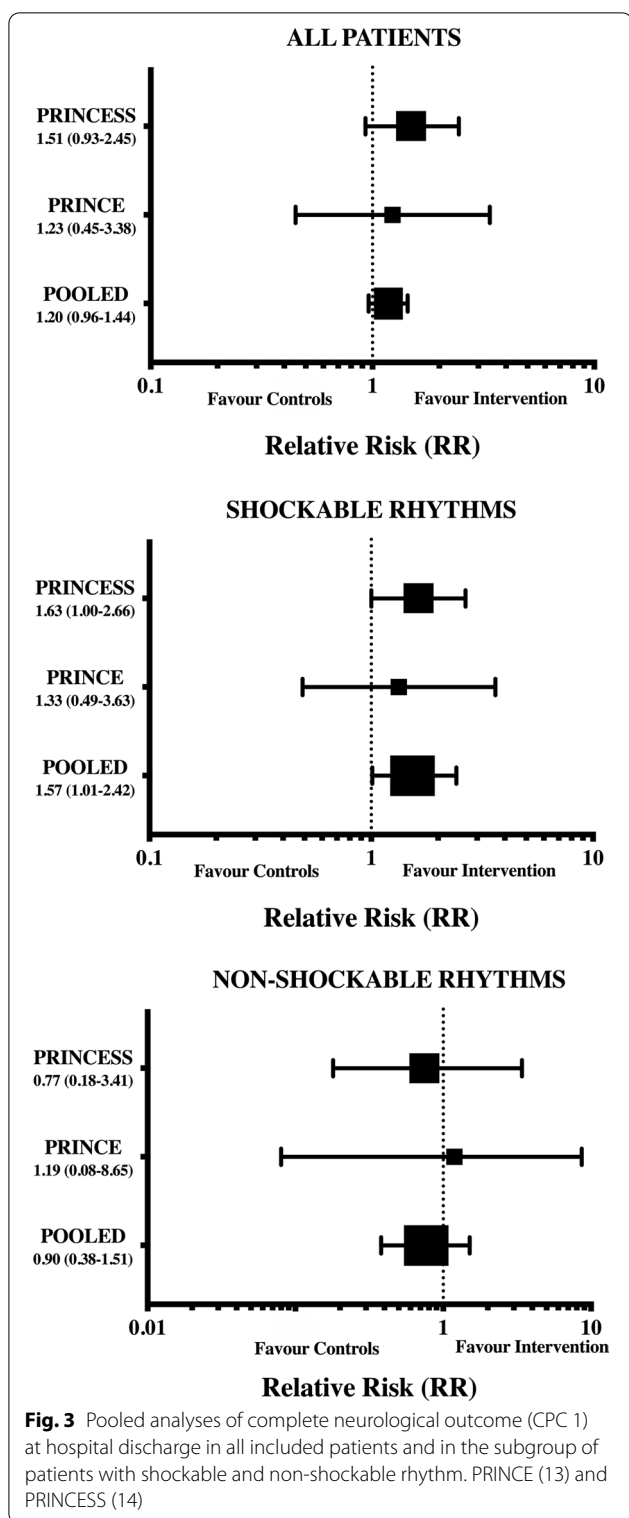 ALL PATIENTS
PRINCESS
1.51 (0.93-2.45)
PRINCE
1.23 (0.45-3.38)
POOLED
1.20 (0.96-1.44)
0.1 1 10
Favour Controls Favour Intervention
Relative Risk (RR)
SHOCKABLE RHYTHMS
PRINCESS
1.63 (1.00-2.66)
PRINCE
1.33 (0.49-3.63)
POOLED
1.57 (1.01-2.42)
0.1 1 10
Favour Controls Favour Intervention
Relative Risk (RR)
NON-SHOCKABLE RHYTHMS
PRINCESS
0.77 (0.18-3.41)
PRINCE
1.19 (0.08-8.65)
POOLED
0.90 (0.38-1.51)
0.01 1 10
Favour Controls Favour Intervention
Relative Risk (RR)
Fig. 3 Pooled analyses of complete neurological outcome (CPC 1)
at hospital discharge in all included patients and in the subgroup of
patients with shockable and non-shockable rhythm. PRINCE (13) and
PRINCESS (14)